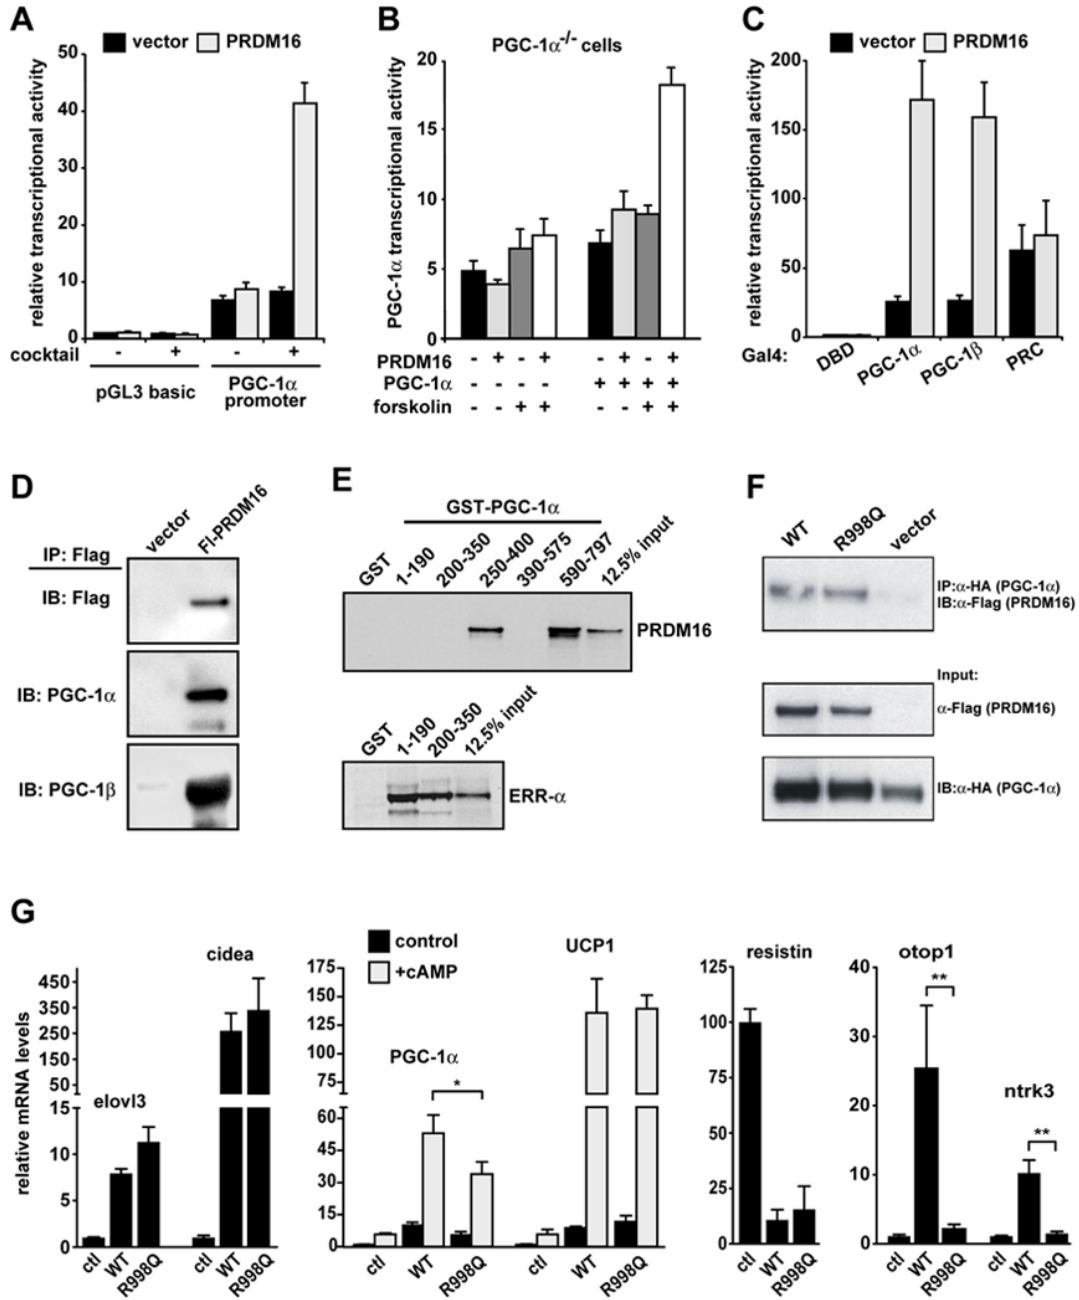 A
vector PRDM16
relative transcriptional activity
50
40
30
20
10
0
cocktail - + - +
pGL3 basic
PGC-1α
promoter
B
PGC-1α-/- cells
PGC-1α transcriptional activity
20
15
10
5
0
PRDM16 - + - + - + - +
PGC-1α - - - - + + + +
forskolin - - + + - - + +
C
vector PRDM16
relative transcriptional activity
200
150
100
50
0
Gal4: DBD PGC-1α PGC-1β PRC
D
vector Fl-PRDM16
IP: Flag
IB: Flag
IB: PGC-1α
IB: PGC-1β
E
GST-PGC-1α
GST 1-190 200-350 250-400 390-575 590-797 12.5% input
PRDM16
GST 1-190 200-350 12.5% input
ERR-α
F
WT R998Q vector
IP:α-HA (PGC-1α)
IB:α-Flag (PRDM16)
Input:
α-Flag (PRDM16)
IB:α-HA (PGC-1α)
G
relative mRNA levels
cidea
elovl3
450
350
250
150
50
15
10
5
0
ctl WT R998Q ctl WT R998Q
control
+cAMP
UCP1
PGC-1α
*
175
150
125
100
75
60
45
30
15
0
ctl WT R998Q ctl WT R998Q
resistin
125
100
75
50
25
0
ctl WT R998Q
otop1
**
ntrk3
**
40
30
20
10
0
ctl WT R998Q ctl WT R998Q